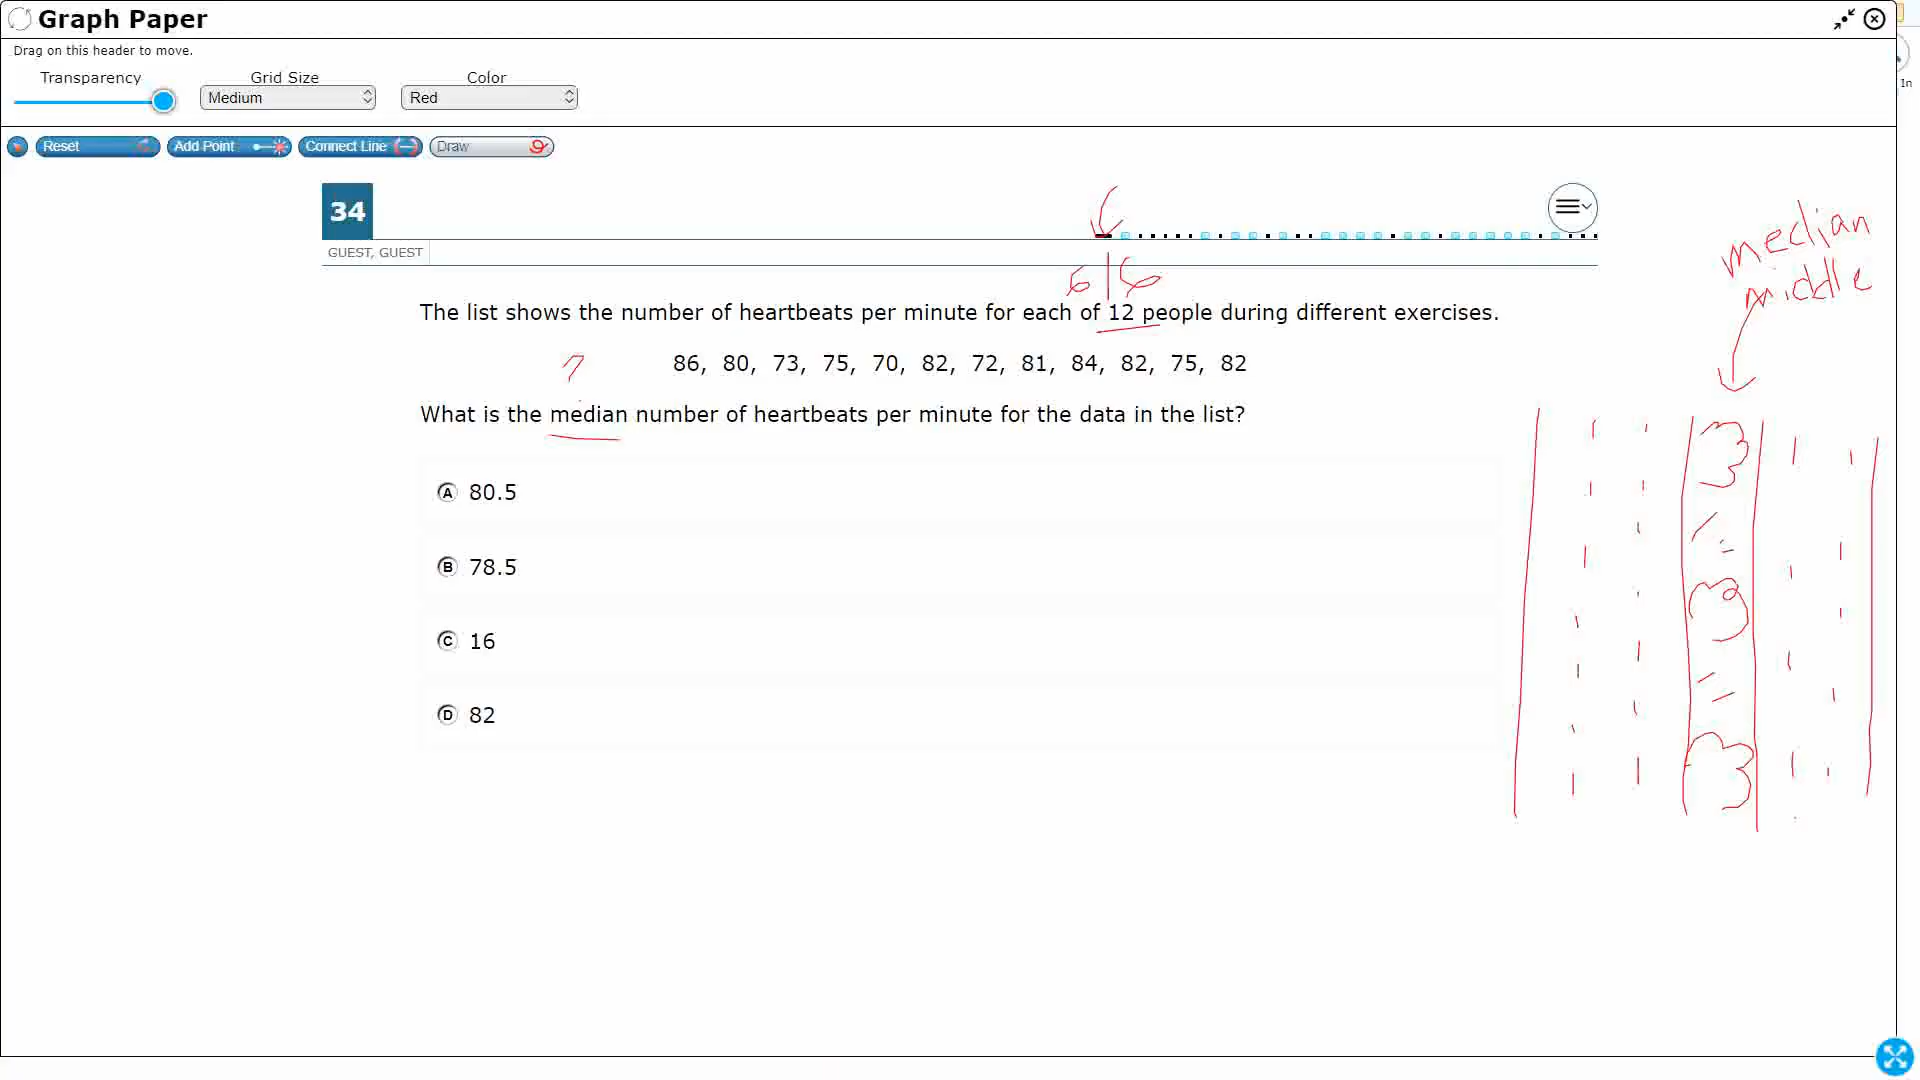 Graph Paper
Drag on this header to move.
Transparency
Grid Size
Color
Medium
Red
Reset
Add Point
Connect Line
Draw
In
34
GUEST, GUEST
6 | 6
median
middle
The list shows the number of heartbeats per minute for each of 12 people during different exercises.
86, 80, 73, 75, 70, 82, 72, 81, 84, 82, 75, 82
What is the median number of heartbeats per minute for the data in the list?
A 80.5
B 78.5
C 16
D 82